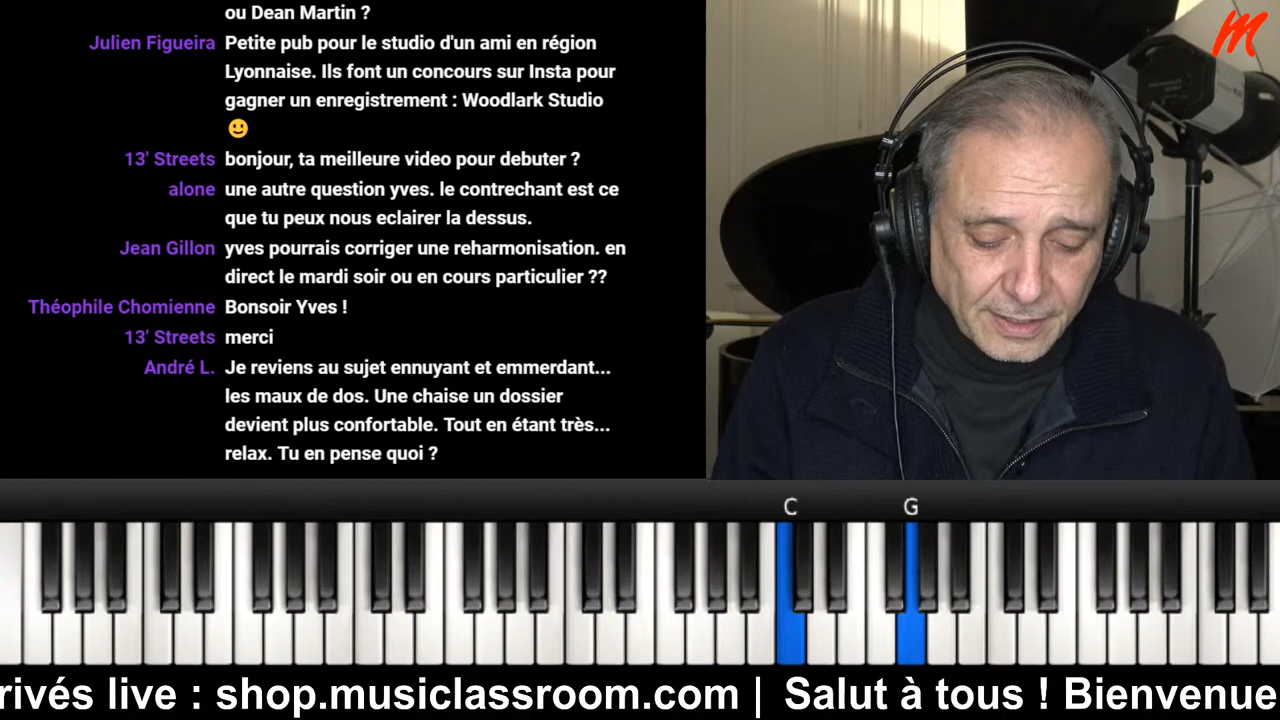 ou Dean Martin ?
Julien Figueira Petite pub pour le studio d'un ami en région
Lyonnaise. Ils font un concours sur Insta pour
gagner un enregistrement : Woodlark Studio
🙂
13' Streets bonjour, ta meilleure video pour debuter ?
alone une autre question yves. le contrechant est ce
que tu peux nous eclairer la dessus.
Jean Gillon yves pourrais corriger une reharmonisation. en
direct le mardi soir ou en cours particulier ??
Théophile Chomienne Bonsoir Yves !
13' Streets merci
André L. Je reviens au sujet ennuyant et emmerdant...
les maux de dos. Une chaise un dossier
devient plus confortable. Tout en étant très...
relax. Tu en pense quoi ?
M
C G
rivés live : shop.musiclassroom.com | Salut à tous ! Bienvenue